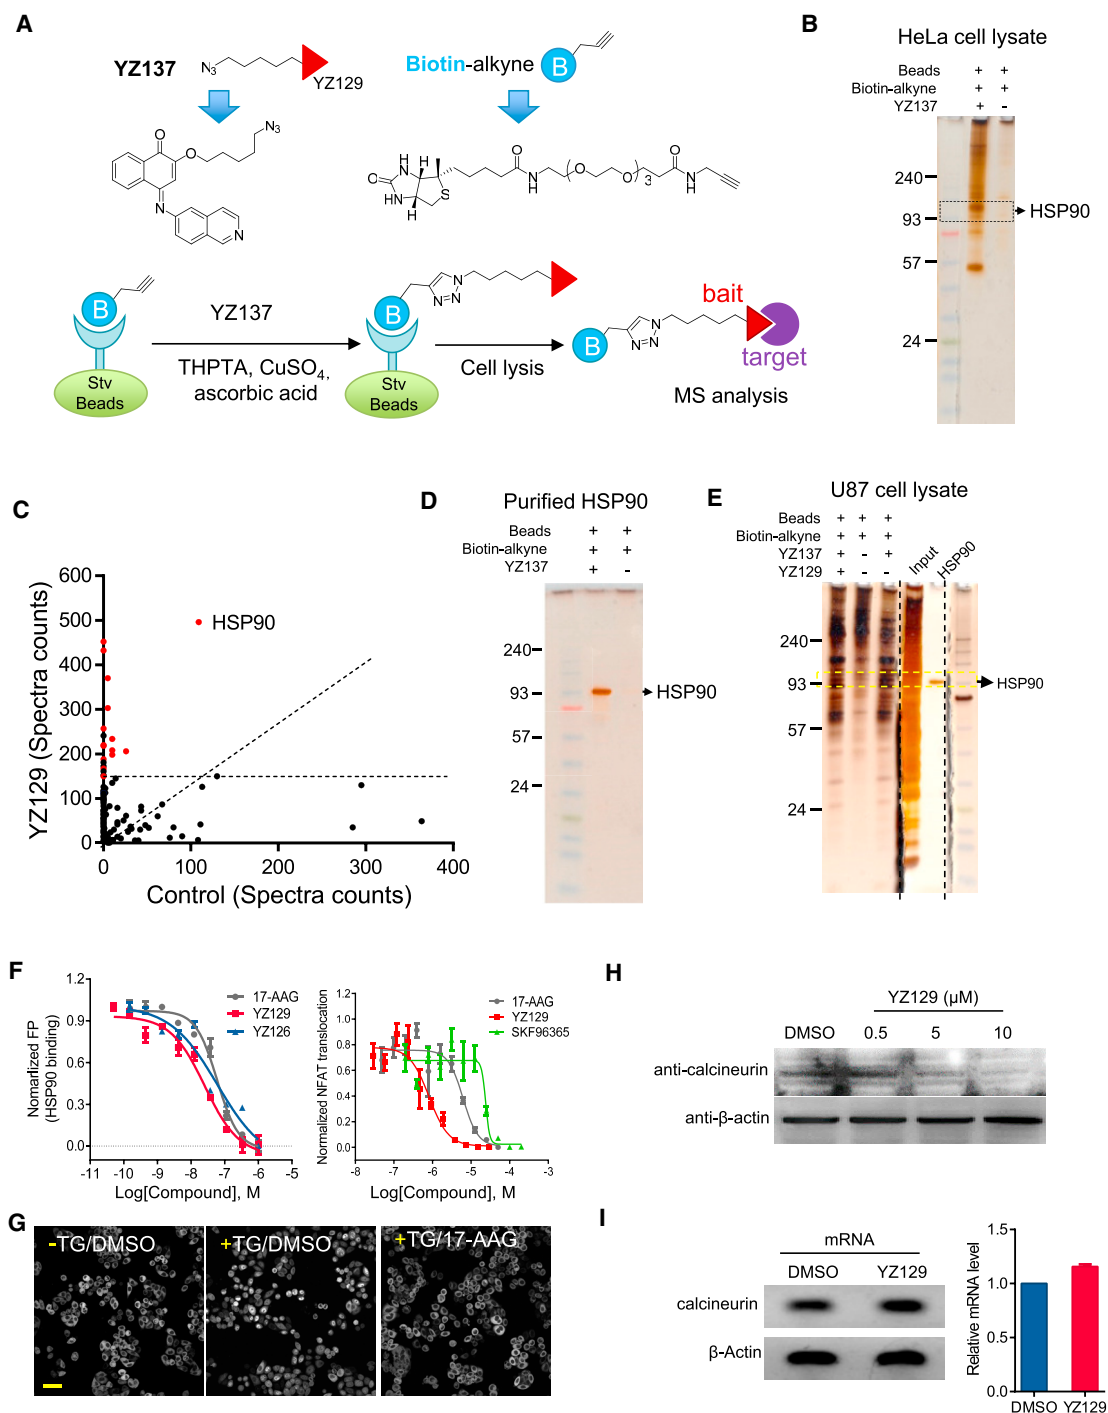 A
YZ137
N3
YZ129
Biotin-alkyne
B
N3
O
O
N
N
O
HN
NH
H
H
S
O
N
H
O
O
3
O
N
H
B
Stv
Beads
YZ137
THPTA, CuSO4,
ascorbic acid
B
N
N=N
Stv
Beads
Cell lysis
B
N
N=N
bait
target
MS analysis
B
HeLa cell lysate
Beads + +
Biotin-alkyne + +
YZ137 + -
240
93
57
24
HSP90
C
YZ129 (Spectra counts)
600
500
400
300
200
100
0
HSP90
0 100 200 300 400
Control (Spectra counts)
D
Purified HSP90
Beads + +
Biotin-alkyne + +
YZ137 + -
240
93
57
24
HSP90
E
U87 cell lysate
Beads + + +
Biotin-alkyne + + +
YZ137 + - +
YZ129 + - -
Input
HSP90
240
93
57
24
HSP90
F
Nomarlized FP
(HSP90 binding)
1.2
0.9
0.6
0.3
0.0
17-AAG
YZ129
YZ126
-11 -10 -9 -8 -7 -6 -5
Log[Compound], M
Normalized NFAT translocation
1.2
1.0
0.8
0.6
0.4
0.2
0.0
17-AAG
YZ129
SKF96365
-8 -7 -6 -5 -4 -3
Log[Compound], M
G
-TG/DMSO
+TG/DMSO
+TG/17-AAG
H
YZ129 (μM)
DMSO 0.5 5 10
anti-calcineurin
anti-β-actin
I
mRNA
DMSO YZ129
calcineurin
β-Actin
Relative mRNA level
1.5
1.0
0.5
0.0
DMSO YZ129